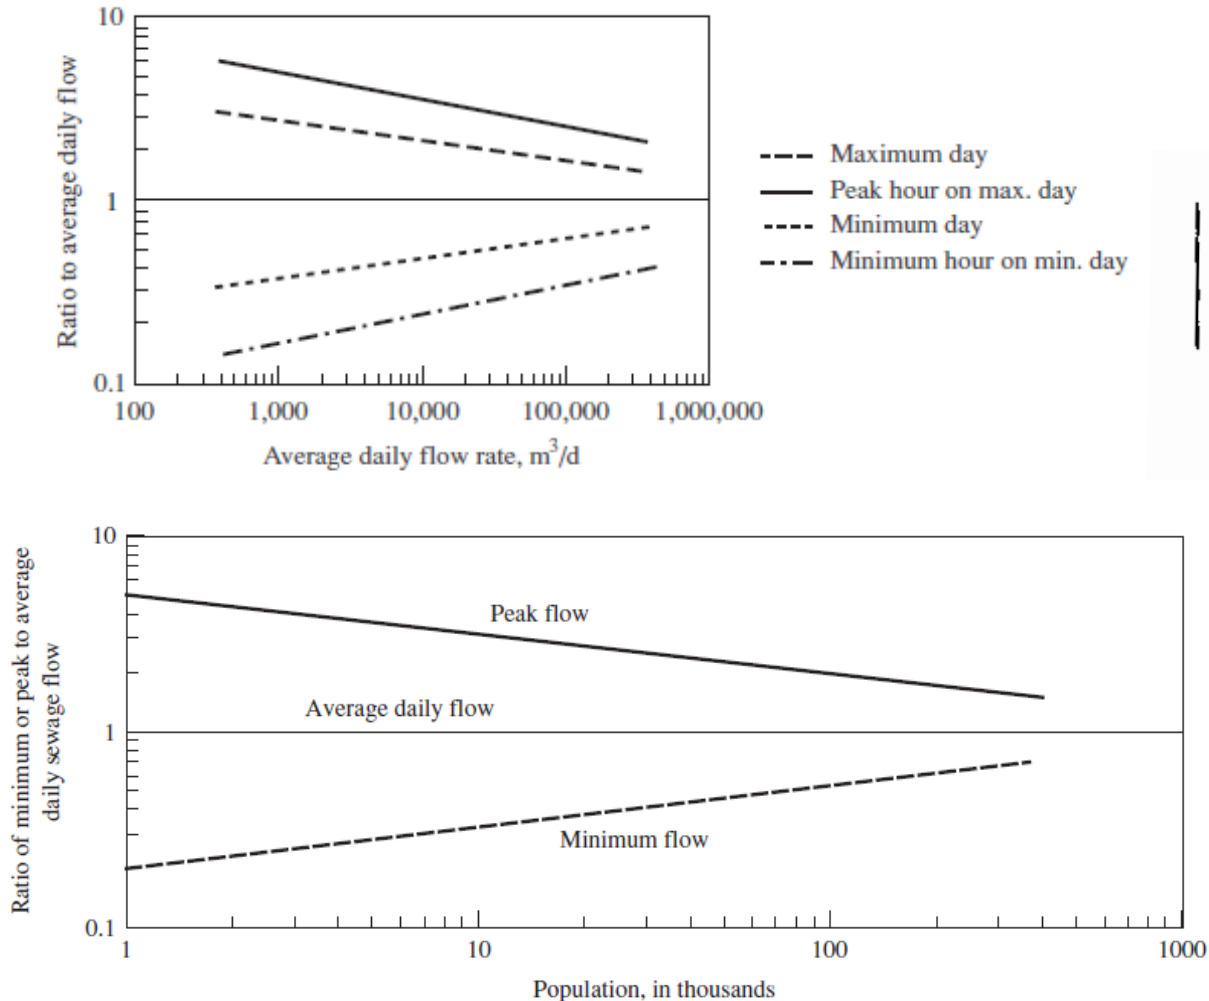 10
1
0.1
Ratio to average daily flow
100 1,000 10,000 100,000 1,000,000
Average daily flow rate, m³/d
Maximum day
Peak hour on max. day
Minimum day
Minimum hour on min. day
10
1
0.1
Ratio of minimum or peak to average
daily sewage flow
Peak flow
Average daily flow
Minimum flow
1 10 100 1000
Population, in thousands